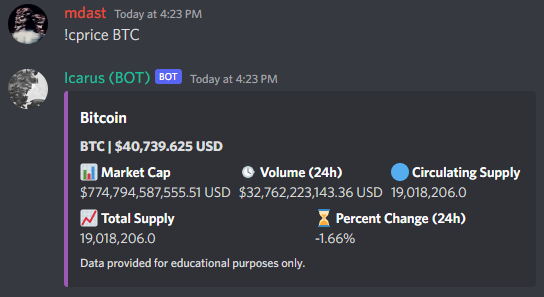 mdast Today at 4:23 PM
!cprice BTC
Icarus (BOT) BOT Today at 4:23 PM
Bitcoin
BTC | $40,739.625 USD
Market Cap Volume (24h) Circulating Supply
$774,794,587,555.51 USD $32,762,223,143.36 USD 19,018,206.0
Total Supply Percent Change (24h)
19,018,206.0 -1.66%
Data provided for educational purposes only.